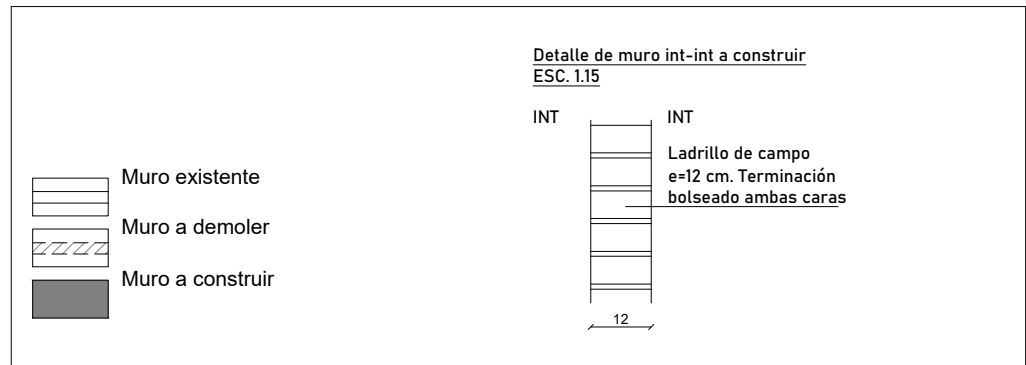 Detalle de muro int-int a construir
ESC. 1.15
INT
INT
Ladrillo de campo
e=12 cm. Terminación
bolseado ambas caras
Muro existente
Muro a demoler
Muro a construir
12